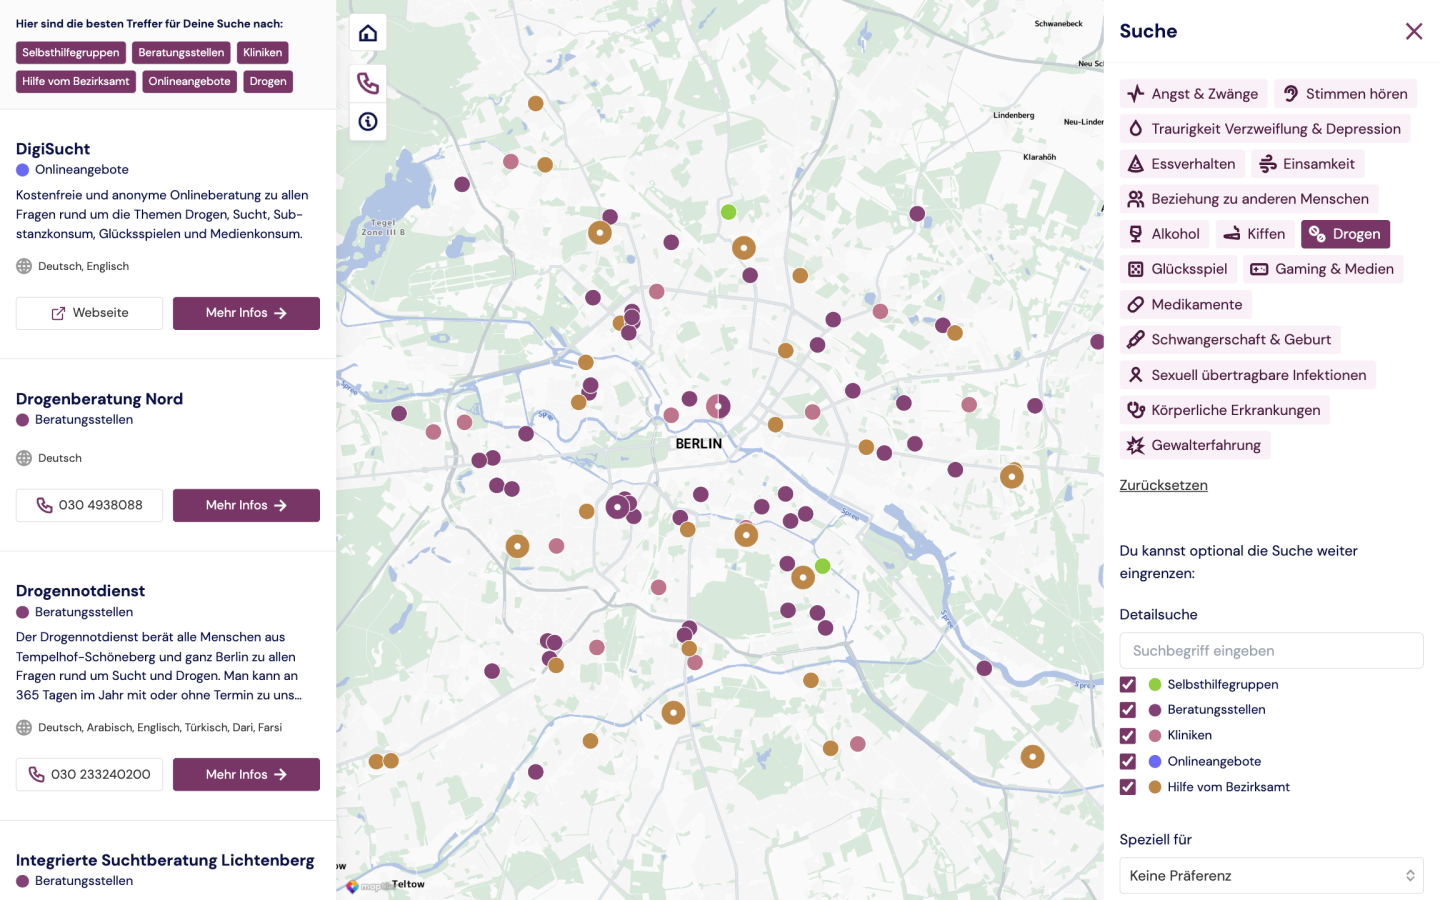 Hier sind die besten Treffer für Deine Suche nach:
Selbsthilfegruppen Beratungsstellen Kliniken
Hilfe vom Bezirksamt Onlineangebote Drogen
DigiSucht
Onlineangebote
Kostenfreie und anonyme Onlineberatung zu allen
Fragen rund um die Themen Drogen, Sucht, Sub-
stanzkonsum, Glücksspielen und Medienkonsum.
Deutsch, Englisch
Webseite
Mehr Infos
Drogenberatung Nord
Beratungsstellen
Deutsch
030 4938088
Mehr Infos
Drogennotdienst
Beratungsstellen
Der Drogennotdienst berät alle Menschen aus
Tempelhof-Schöneberg und ganz Berlin zu allen
Fragen rund um Sucht und Drogen. Man kann an
365 Tagen im Jahr mit oder ohne Termin zu uns...
Deutsch, Arabisch, Englisch, Türkisch, Dari, Farsi
030 233240200
Mehr Infos
Integrierte Suchtberatung Lichtenberg
Beratungsstellen
Schwanebeck
Neu Sc
Lindenberg
Neu-Linden
Klarahöh
Tegel
Zone III B
Spree
Spree
BERLIN
Spree
Spree
Spree
ow
Teltow
Suche
Angst & Zwänge
Stimmen hören
Traurigkeit Verzweiflung & Depression
Essverhalten
Einsamkeit
Beziehung zu anderen Menschen
Alkohol
Kiffen
Drogen
Glücksspiel
Gaming & Medien
Medikamente
Schwangerschaft & Geburt
Sexuell übertragbare Infektionen
Körperliche Erkrankungen
Gewalterfahrung
Zurücksetzen
Du kannst optional die Suche weiter
eingrenzen:
Detailsuche
Suchbegriff eingeben
Selbsthilfegruppen
Beratungsstellen
Kliniken
Onlineangebote
Hilfe vom Bezirksamt
Speziell für
Keine Präferenz